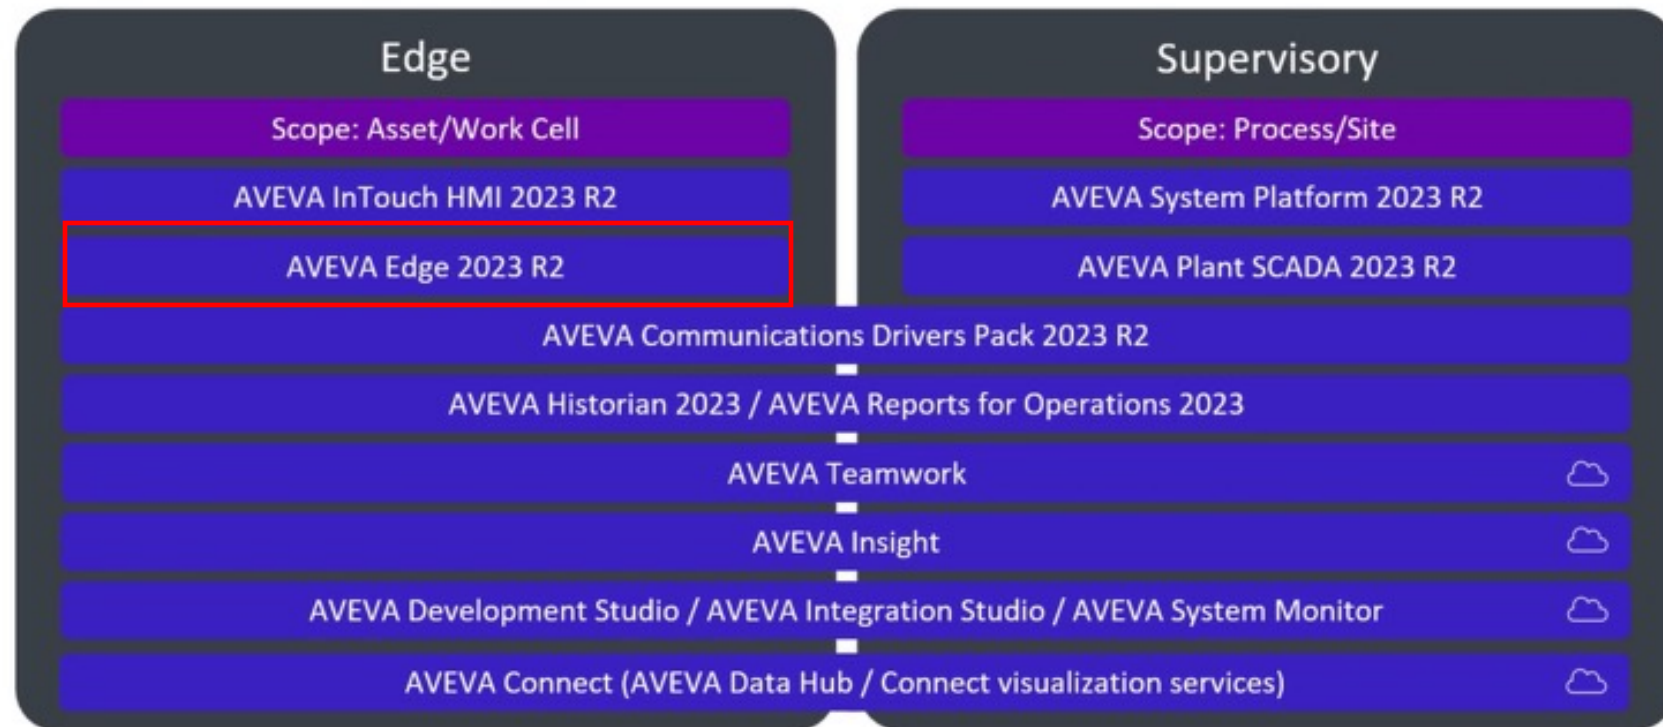 Edge
Scope: Asset/Work Cell
AVEVA InTouch HMI 2023 R2
AVEVA Edge 2023 R2
Supervisory
Scope: Process/Site
AVEVA System Platform 2023 R2
AVEVA Plant SCADA 2023 R2
AVEVA Communications Drivers Pack 2023 R2
AVEVA Historian 2023 / AVEVA Reports for Operations 2023
AVEVA Teamwork
AVEVA Insight
AVEVA Development Studio / AVEVA Integration Studio / AVEVA System Monitor
AVEVA Connect (AVEVA Data Hub / Connect visualization services)